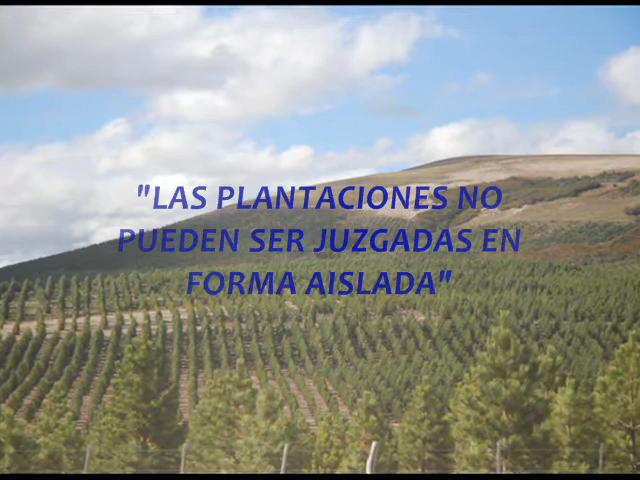 "LAS PLANTACIONES NO
PUEDEN SER JUZGADAS EN
FORMA AISLADA"